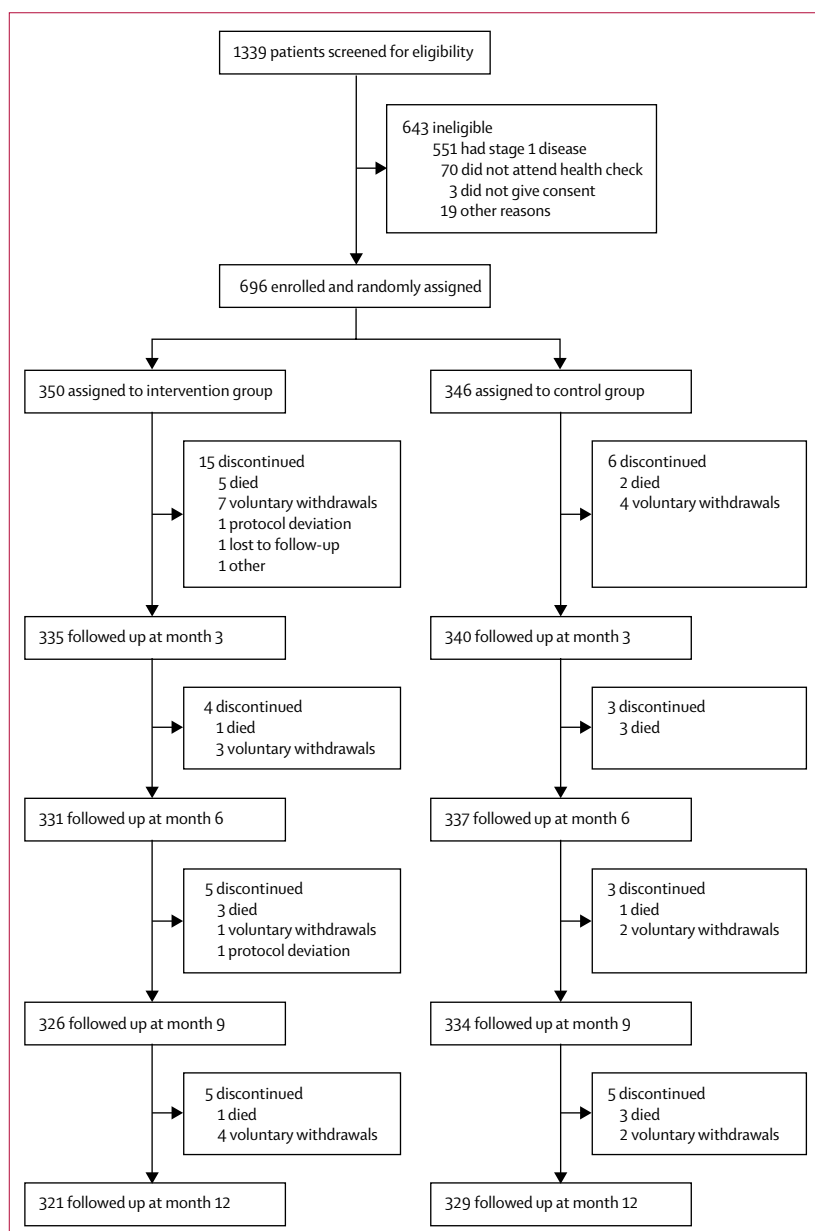 1339 patients screened for eligibility
643 ineligible
551 had stage 1 disease
70 did not attend health check
3 did not give consent
19 other reasons
696 enrolled and randomly assigned
350 assigned to intervention group
346 assigned to control group
15 discontinued
5 died
7 voluntary withdrawals
1 protocol deviation
1 lost to follow-up
1 other
6 discontinued
2 died
4 voluntary withdrawals
335 followed up at month 3
340 followed up at month 3
4 discontinued
1 died
3 voluntary withdrawals
3 discontinued
3 died
331 followed up at month 6
337 followed up at month 6
5 discontinued
3 died
1 voluntary withdrawals
1 protocol deviation
3 discontinued
1 died
2 voluntary withdrawals
326 followed up at month 9
334 followed up at month 9
5 discontinued
1 died
4 voluntary withdrawals
5 discontinued
3 died
2 voluntary withdrawals
321 followed up at month 12
329 followed up at month 12